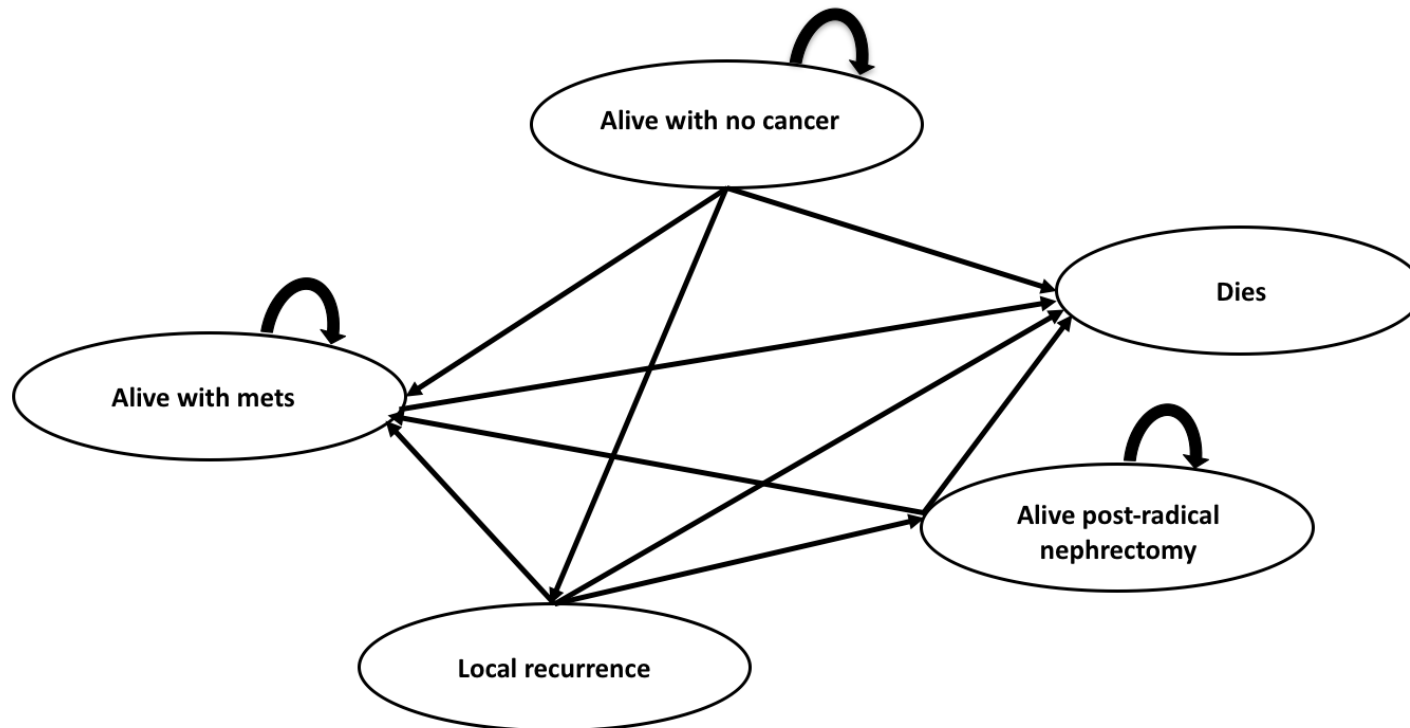 Alive with no cancer
Dies
Alive with mets
Alive post-radical
nephrectomy
Local recurrence